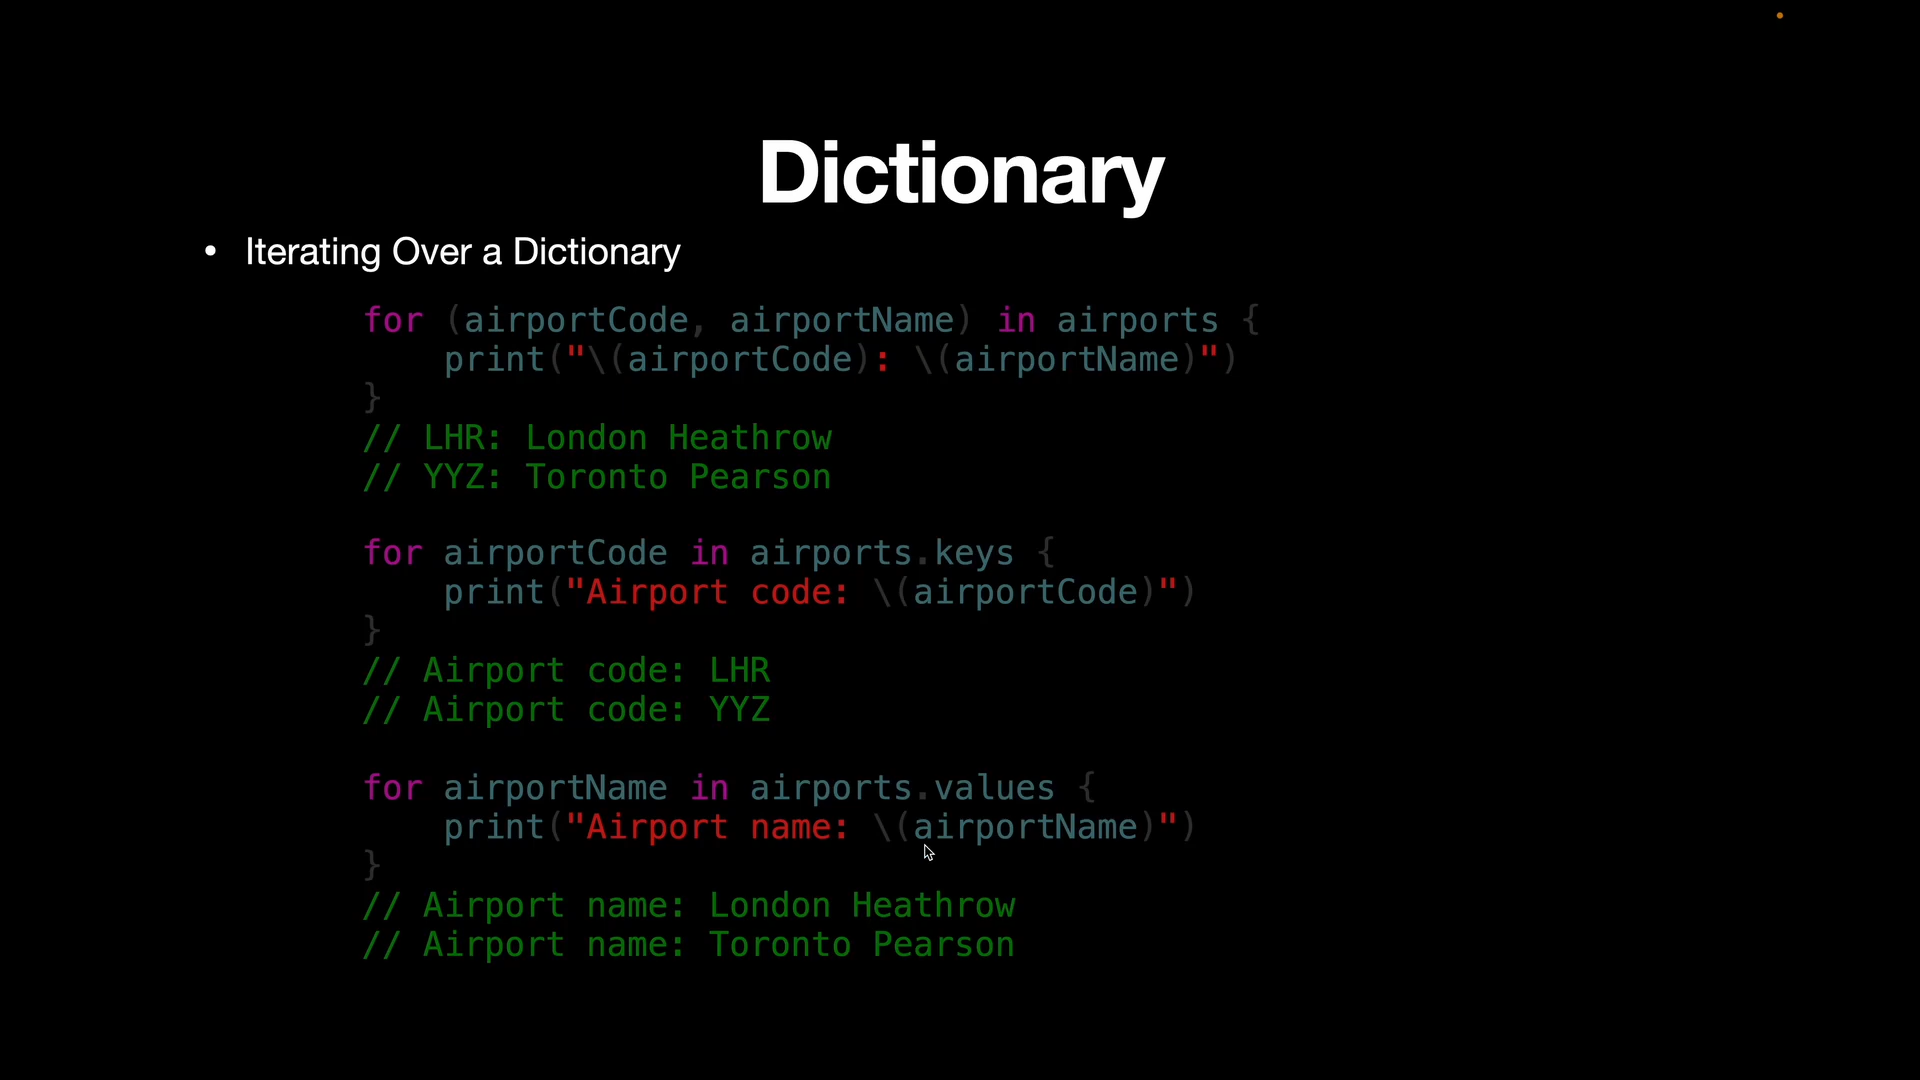 Dictionary
• Iterating Over a Dictionary
for (airportCode, airportName) in airports {
    print("\(airportCode): \(airportName)")
}
// LHR: London Heathrow
// YYZ: Toronto Pearson
for airportCode in airports.keys {
    print("Airport code: \(airportCode)")
}
// Airport code: LHR
// Airport code: YYZ
for airportName in airports.values {
    print("Airport name: \(airportName)")
}
// Airport name: London Heathrow
// Airport name: Toronto Pearson